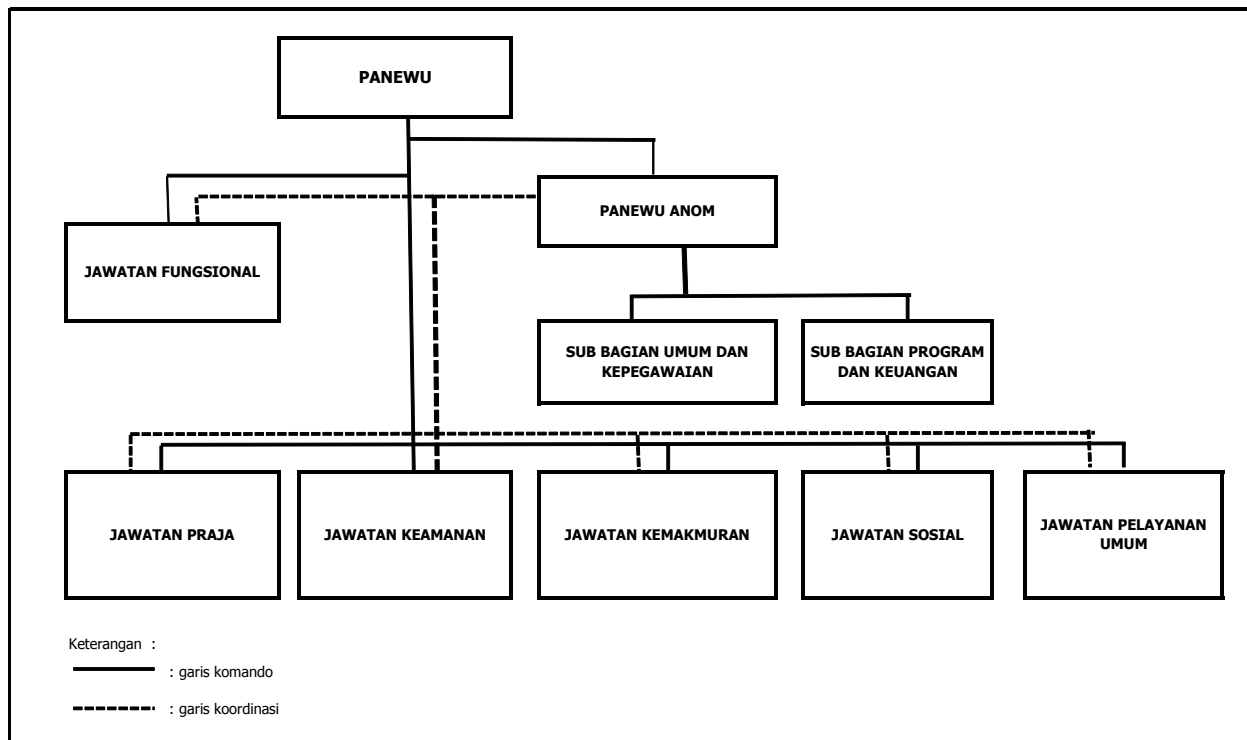 PANEWU
PANEWU ANOM
JAWATAN FUNGSIONAL
SUB BAGIAN UMUM DAN
KEPEGAWAIAN
SUB BAGIAN PROGRAM
DAN KEUANGAN
JAWATAN PRAJA
JAWATAN KEAMANAN
JAWATAN KEMAKMURAN
JAWATAN SOSIAL
JAWATAN PELAYANAN
UMUM
Keterangan :
: garis komando
: garis koordinasi